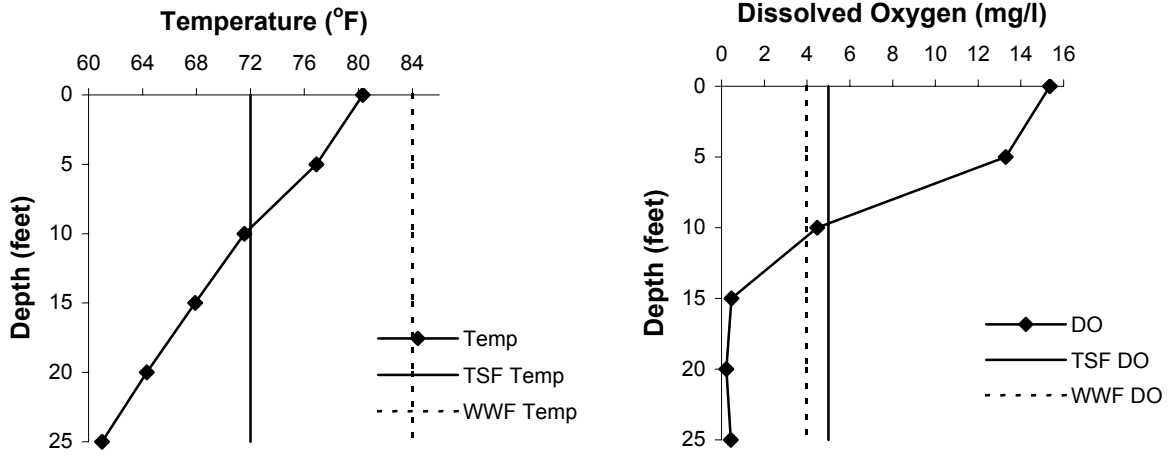 Temperature (°F)
60 64 68 72 76 80 84
0
5
10
15
20
25
Depth (feet)
Temp
TSF Temp
WWF Temp
Dissolved Oxygen (mg/l)
0 2 4 6 8 10 12 14 16
0
5
10
15
20
25
Depth (feet)
DO
TSF DO
WWF DO